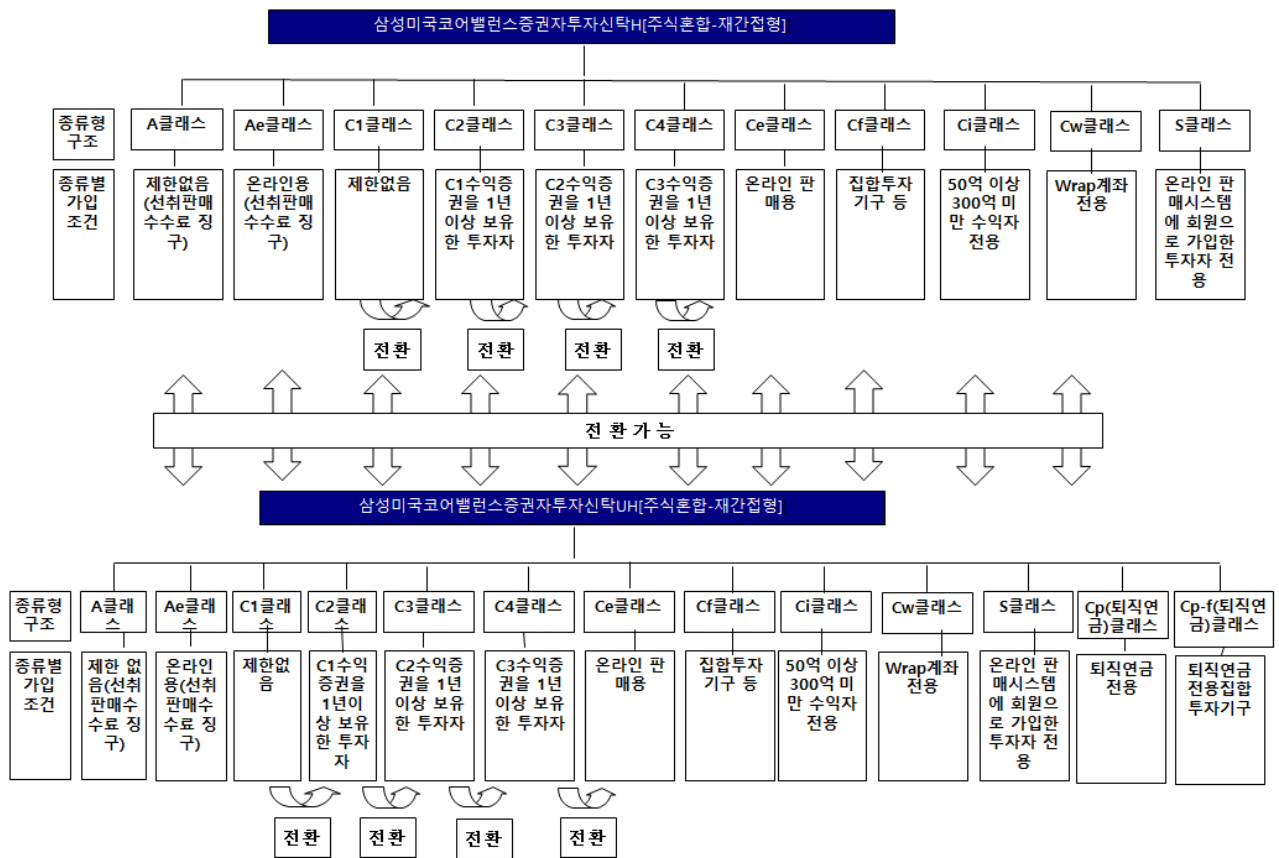 삼성미국코어밸런스증권자투자신탁H[주식혼합-재간접형]
종류형
구조
A클래스
Ae클래스
C1클래스
C2클래스
C3클래스
C4클래스
Ce클래스
Cf클래스
Ci클래스
Cw클래스
S클래스
종류별
가입
조건
제한없음
(선취판매
수수료 징
구)
온라인용
(선취판매
수수료 징
구)
제한없음
C1수익증
권을 1년
이상 보유
한 투자자
C2수익증
권을 1년
이상 보유
한 투자자
C3수익증
권을 1년
이상 보유
한 투자자
온라인 판
매용
집합투자
기구 등
50억 이상
300억 미
만 수익자
전용
Wrap계좌
전용
온라인 판
매시스템
에 회원으
로 가입한
투자자 전
용
전환
전환
전환
전환
전환가능
삼성미국코어밸런스증권자투자신탁UH[주식혼합-재간접형]
종류형
구조
A클래
스
Ae클래
스
C1클래
스
C2클래
스
C3클래스
C4클래스
Ce클래스
Cf클래스
Ci클래스
Cw클래스
S클래스
Cp(퇴직연
금)클래스
Cp-f(퇴직연
금)클래스
종류별
가입
조건
제한 없
음(선취
판매수
수료 징
구)
온라인
용(선취
판매수
수료 징
구)
제한없
음
C1수익
증권을
1년이
상 보유
한 투자
자
C2수익증
권을 1년
이상 보유
한 투자자
C3수익증
권을 1년
이상 보유
한 투자자
온라인 판
매용
집합투자
기구 등
50억 이상
300억 미
만 수익자
전용
Wrap계좌
전용
온라인 판
매시스템
에 회원으
로 가입한
투자자 전
용
퇴직연금
전용
퇴직연금
전용집합
투자기구
전환
전환
전환
전환